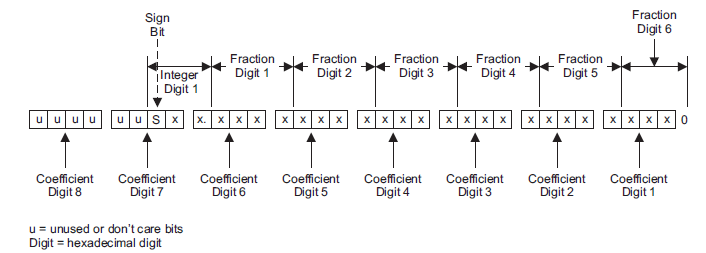 Sign
Bit
Fraction
Digit 6
Integer
Digit 1
Fraction
Digit 1
Fraction
Digit 2
Fraction
Digit 3
Fraction
Digit 4
Fraction
Digit 5
u u u u u u S x x. x x x x x x x x x x x x x x x x x x x x x x x 0
Coefficient
Digit 8
Coefficient
Digit 7
Coefficient
Digit 6
Coefficient
Digit 5
Coefficient
Digit 4
Coefficient
Digit 3
Coefficient
Digit 2
Coefficient
Digit 1
u = unused or don't care bits
Digit = hexadecimal digit